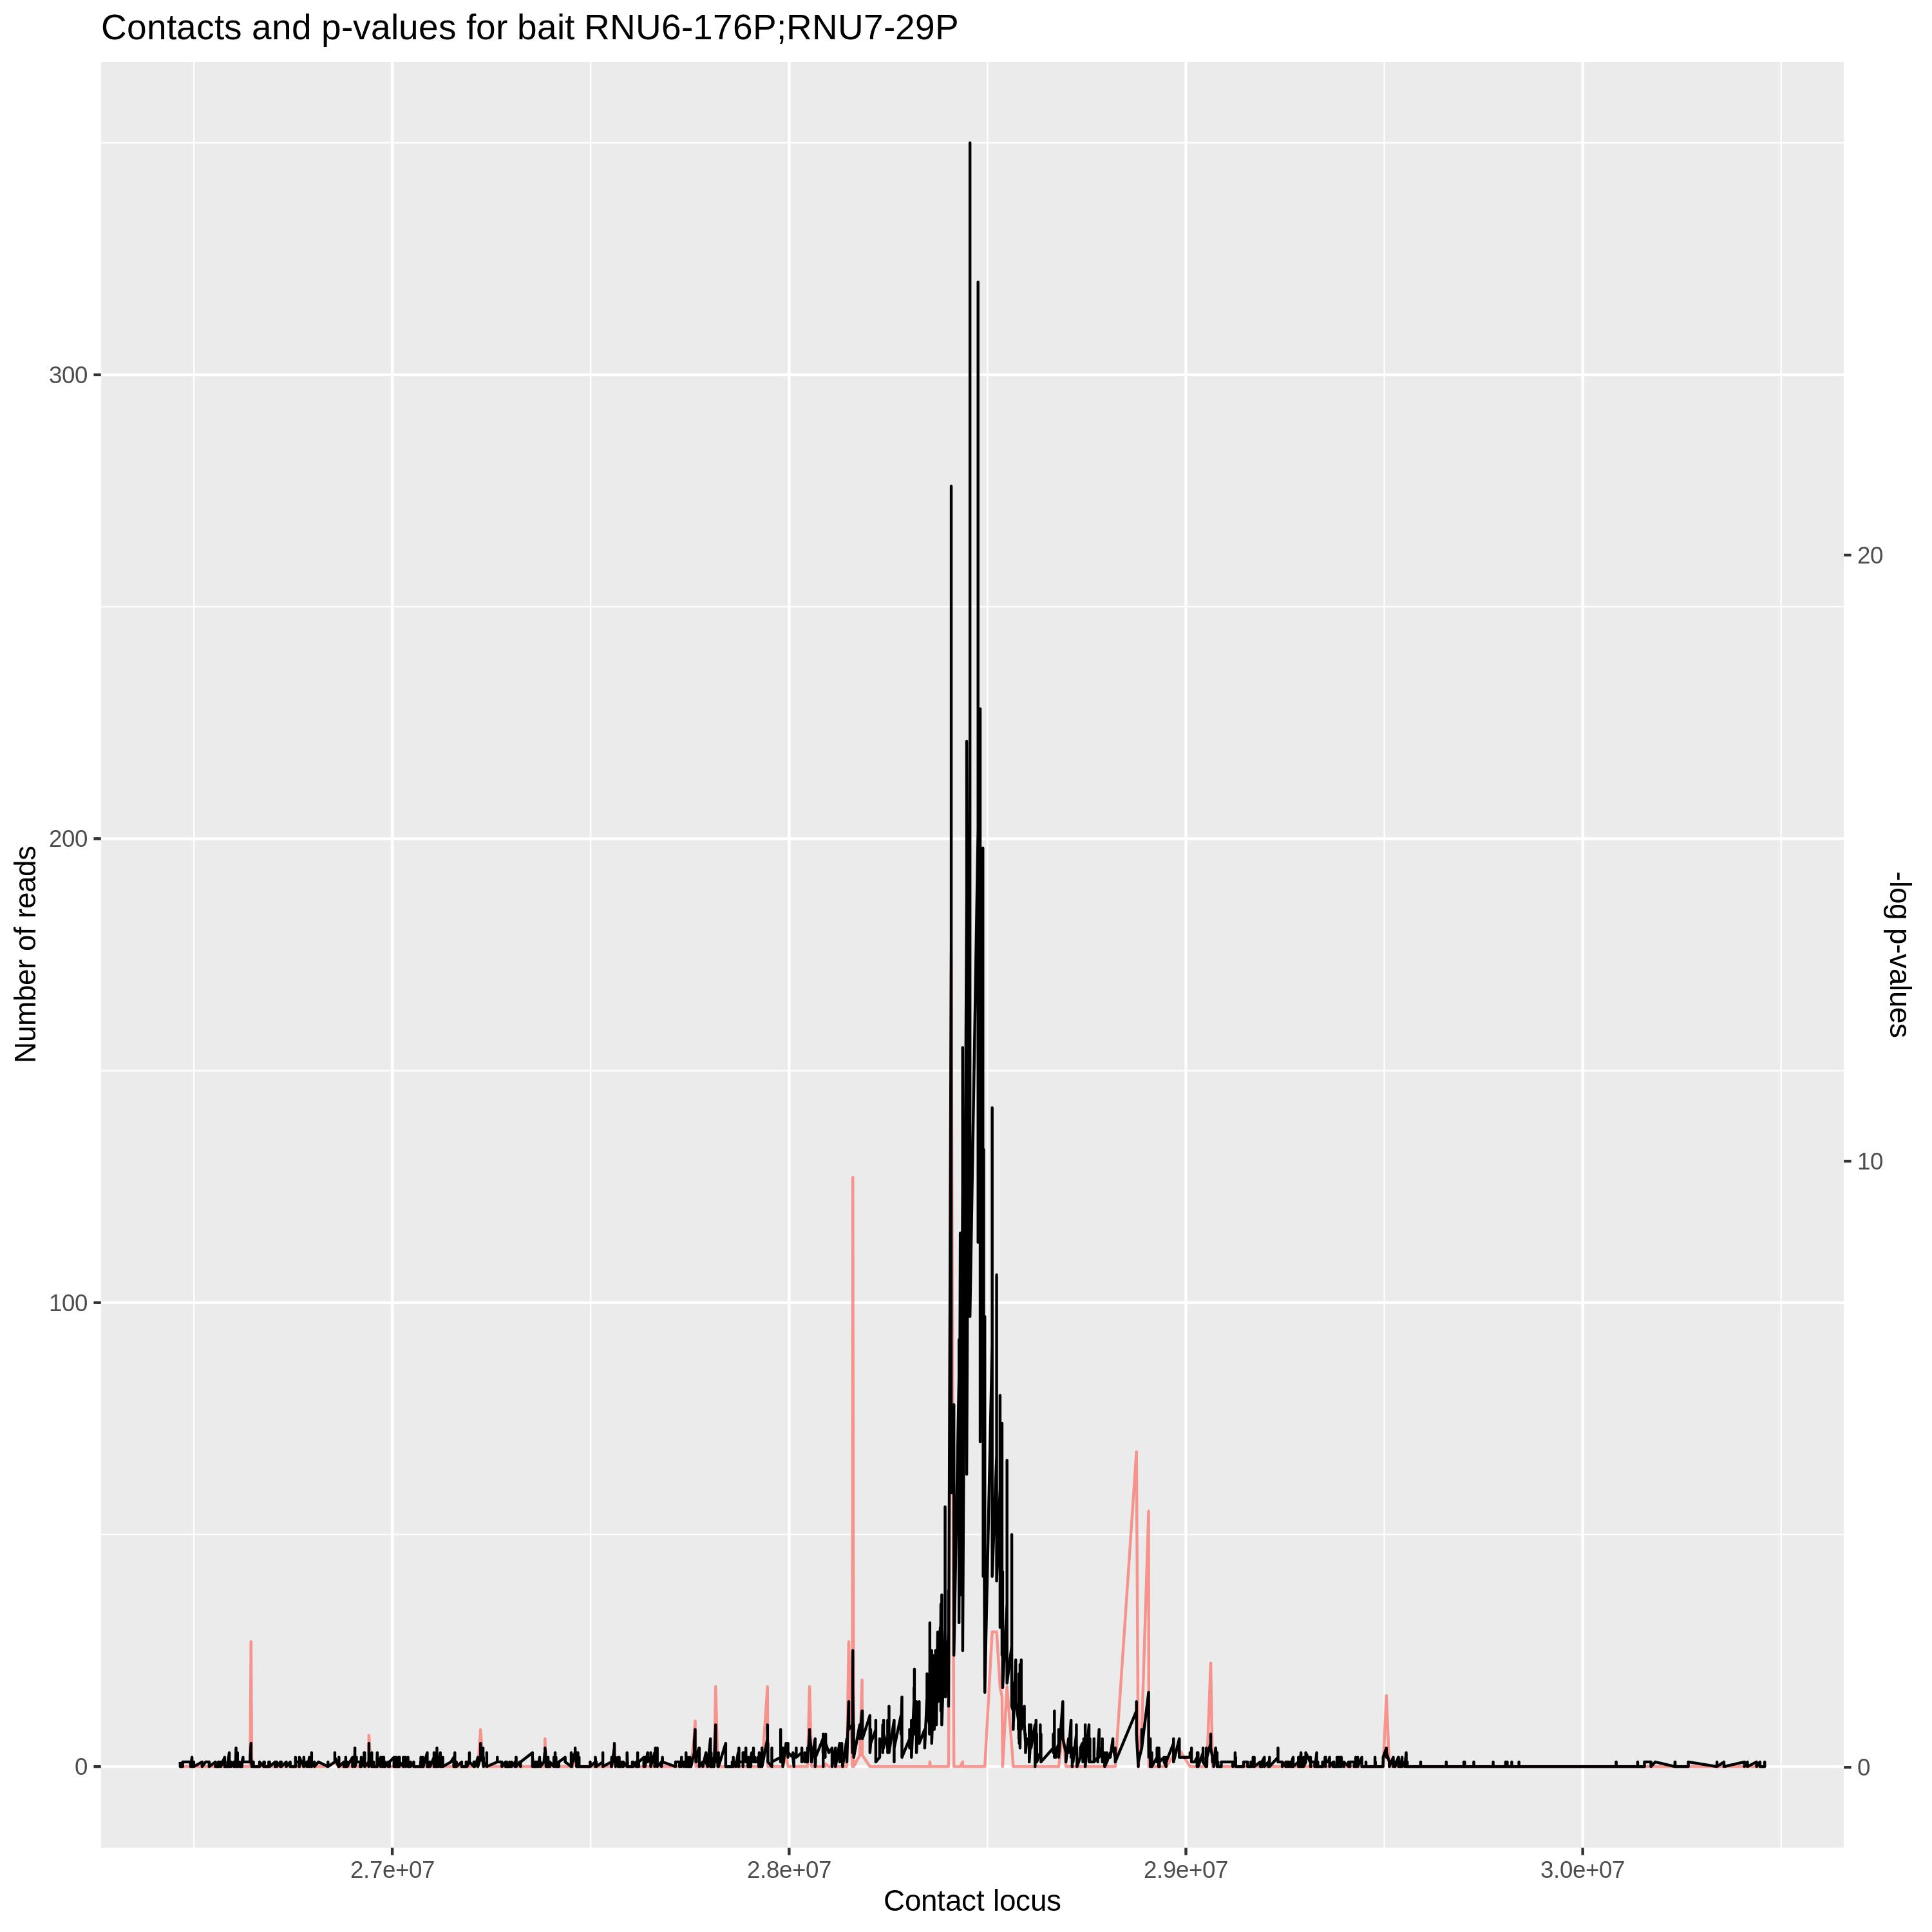 Contacts and p-values for bait RNU6-176P;RNU7-29P
300
200
100
0
Number of reads
20
10
0
-log p-values
2.7e+07 2.8e+07 2.9e+07 3.0e+07
Contact locus